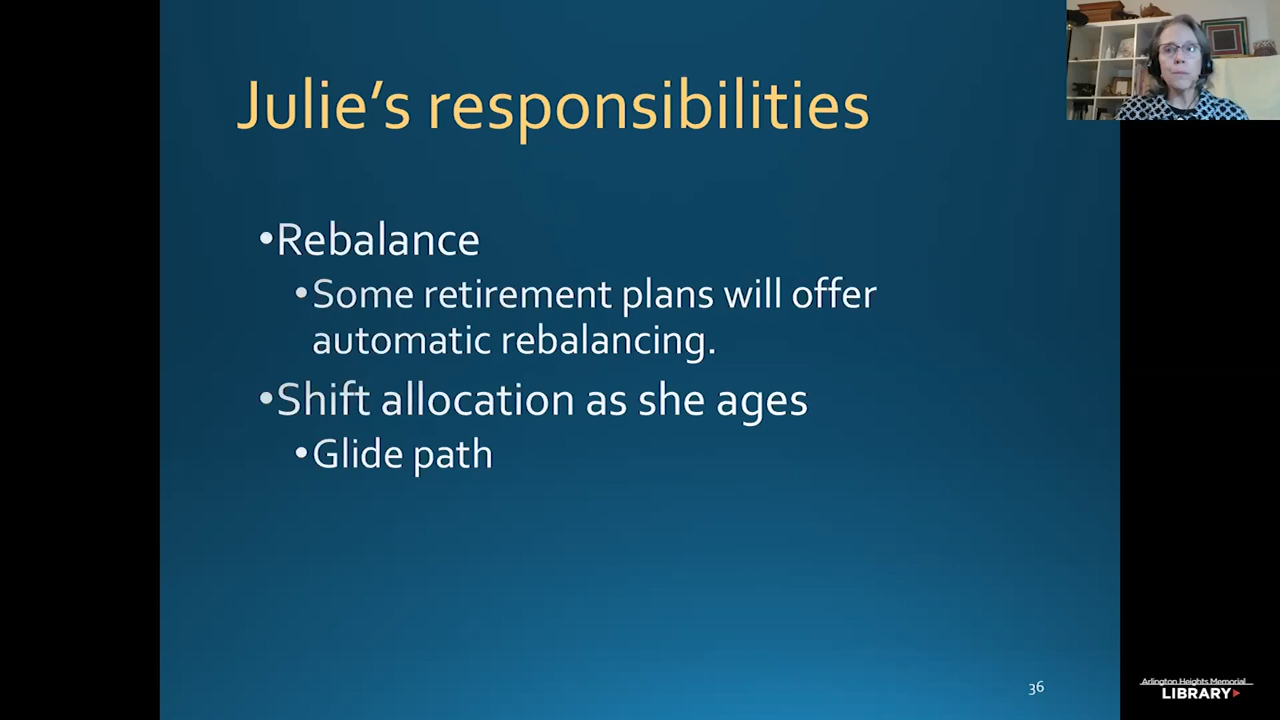 Julie’s responsibilities
•Rebalance
•Some retirement plans will offer
automatic rebalancing.
•Shift allocation as she ages
•Glide path
36
Arlington Heights Memorial
LIBRARY